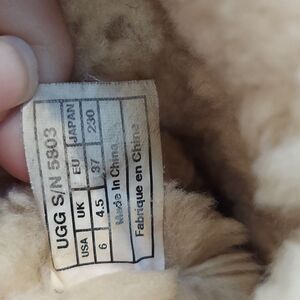 UGG S/N 5803
USA UK EU JAPAN
6 4.5 37 230
Made In China
Fabriqué en Chine